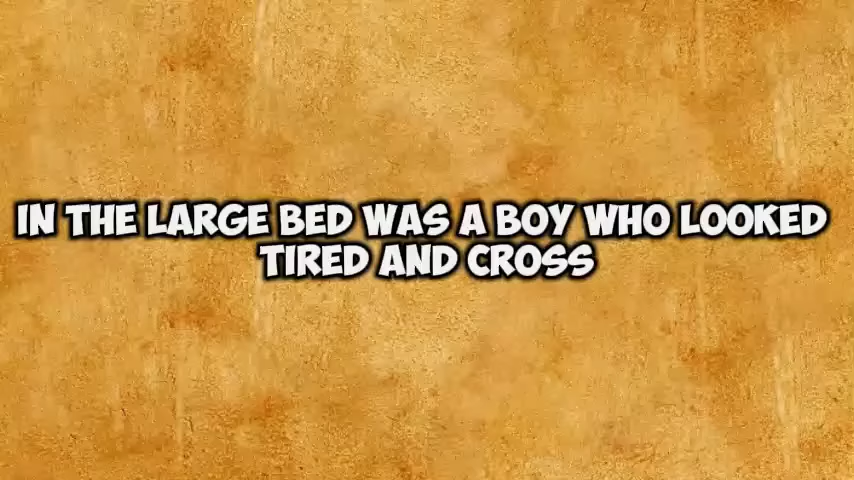 IN THE LARGE BED WAS A BOY WHO LOOKED
TIRED AND CROSS